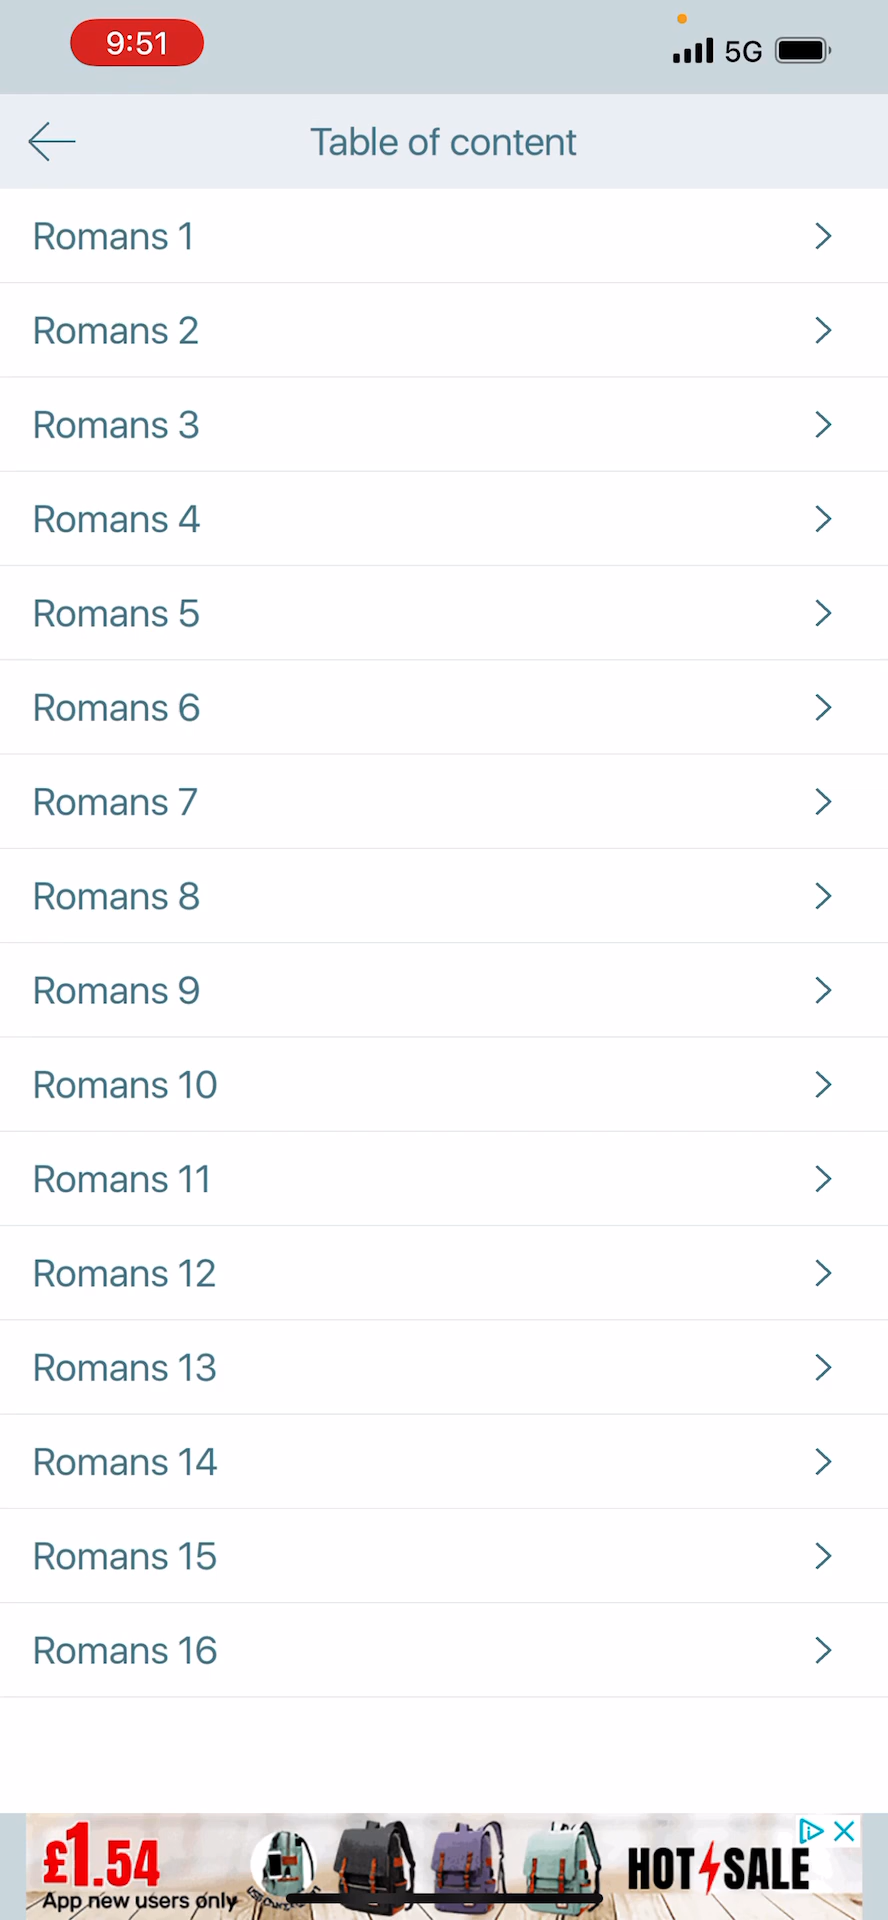 9:51
5G
Table of content
Romans 1
Romans 2
Romans 3
Romans 4
Romans 5
Romans 6
Romans 7
Romans 8
Romans 9
Romans 10
Romans 11
Romans 12
Romans 13
Romans 14
Romans 15
Romans 16
£1.54
App new users only
HOT SALE